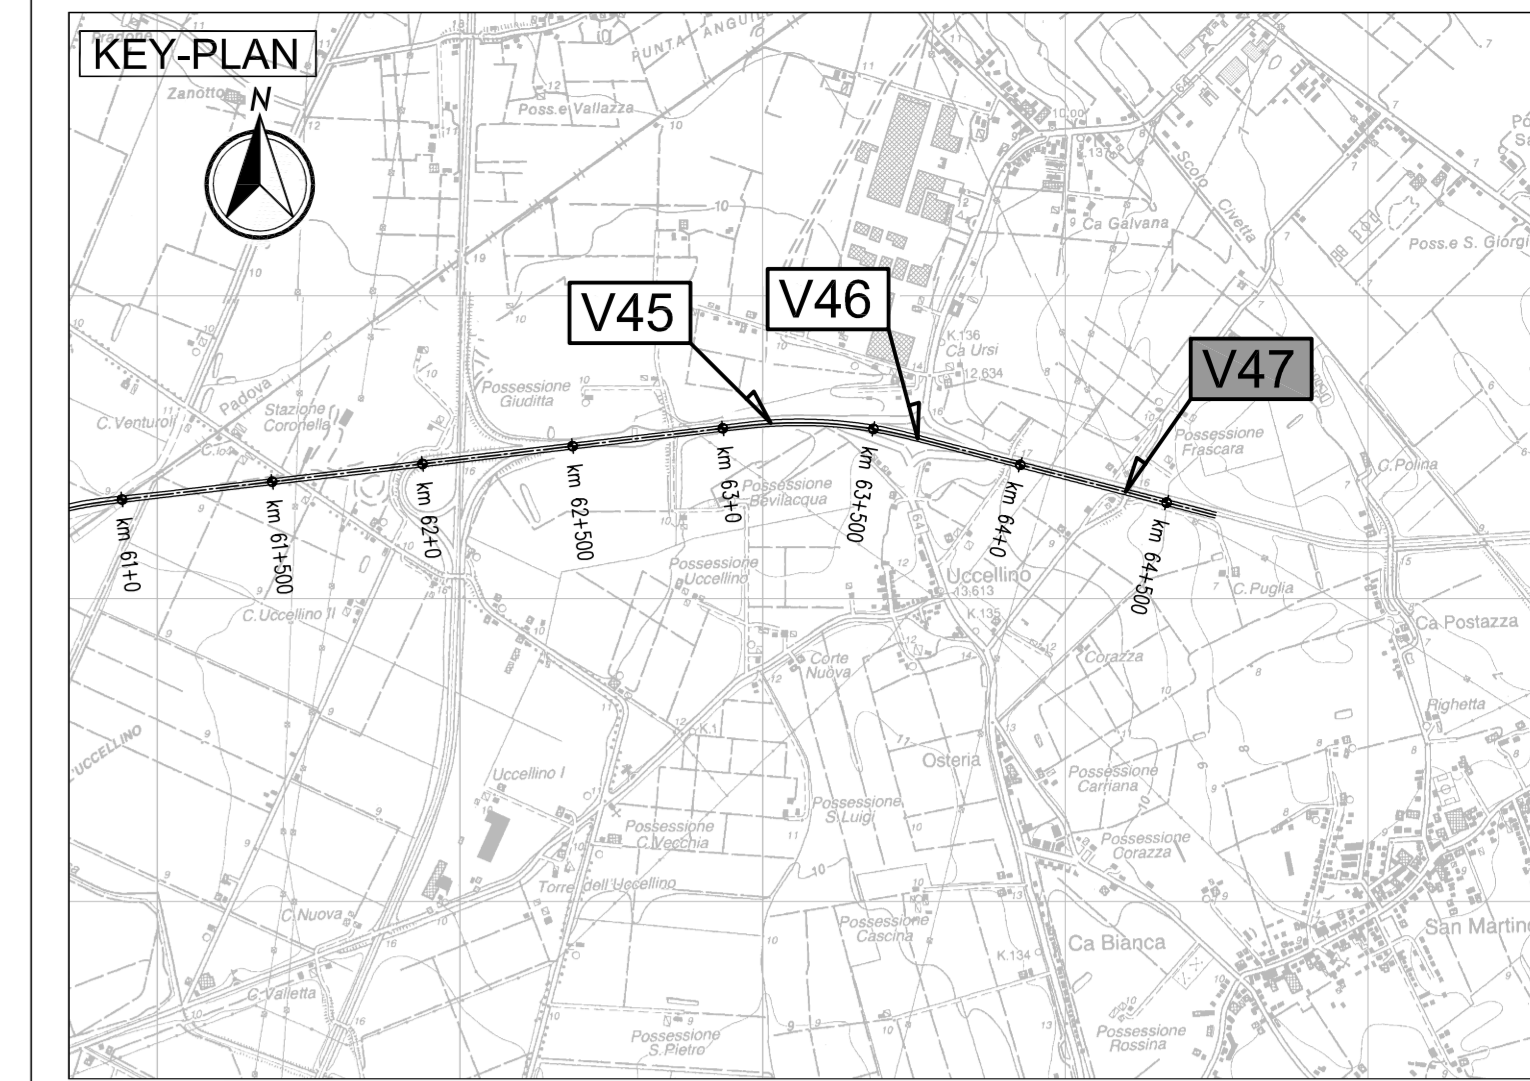 KEY-PLAN
N
Zanotto
PUNTA
Poss.e Vallazza
Scolo
Civetta
Ca Galvana
Poss.e S. Giorgi
V45
V46
V47
K.136
Ca Ursi
12,634
Padova
C. Venturoli
Stazione
Coronella
Possessione
Giuditta
Possessione
Frascara
C. Polina
Possessione
Bevilacqua
km 61+0
km 61+500
km 62+0
km 62+500
km 63+0
km 63+500
km 64+0
km 64+500
Possessione
Uccellino
Uccellino
13,613
K.135
C. Uccellino II
C. Puglia
Ca Postazza
Corte
Nuova
Corazza
Righetta
UCCELLINO
K.1
Osteria
Uccellino I
Possessione
Carriana
Possessione
S. Luigi
Possessione
C. Vecchia
Possessione
Corazza
Torre dell'Uccellino
C. Nuova
Possessione
Cascina
Ca Bianca
San Martino
K.134
C. Valletta
Possessione
S. Pietro
Possessione
Rossina